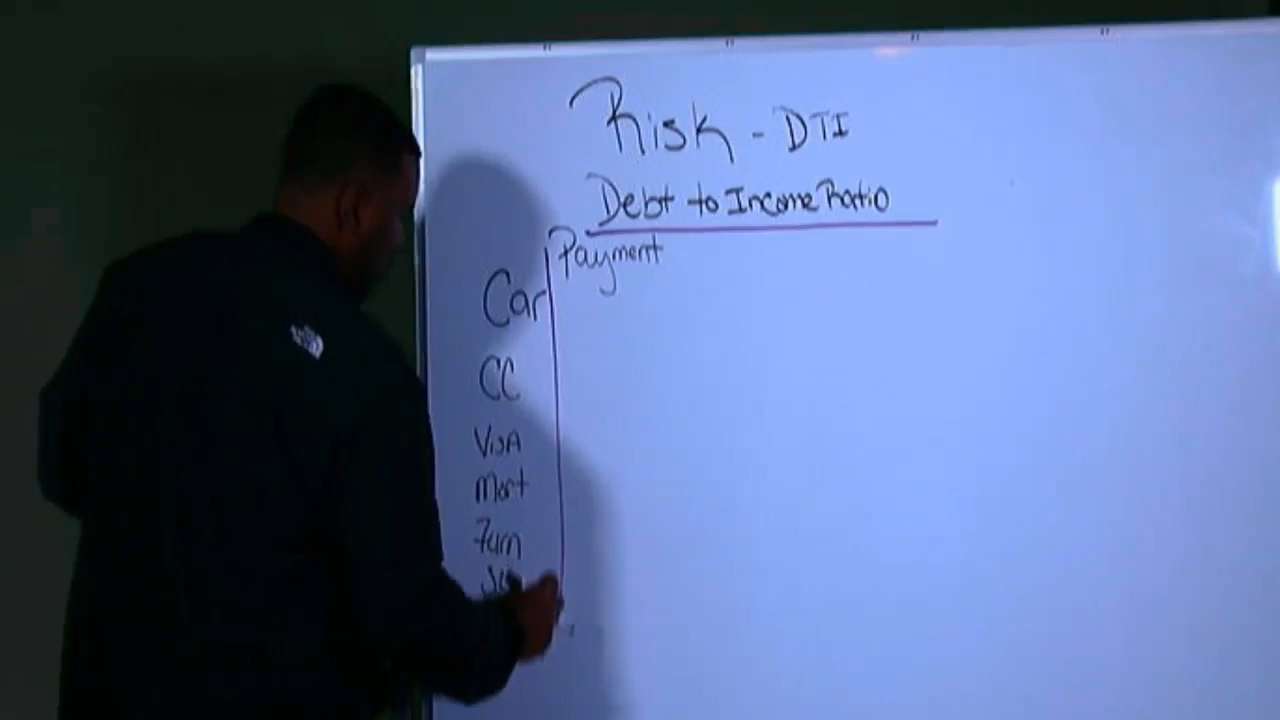 Risk - DTI
Debt to Income Ratio
Payment
Car
CC
VISA
Mort
Furn